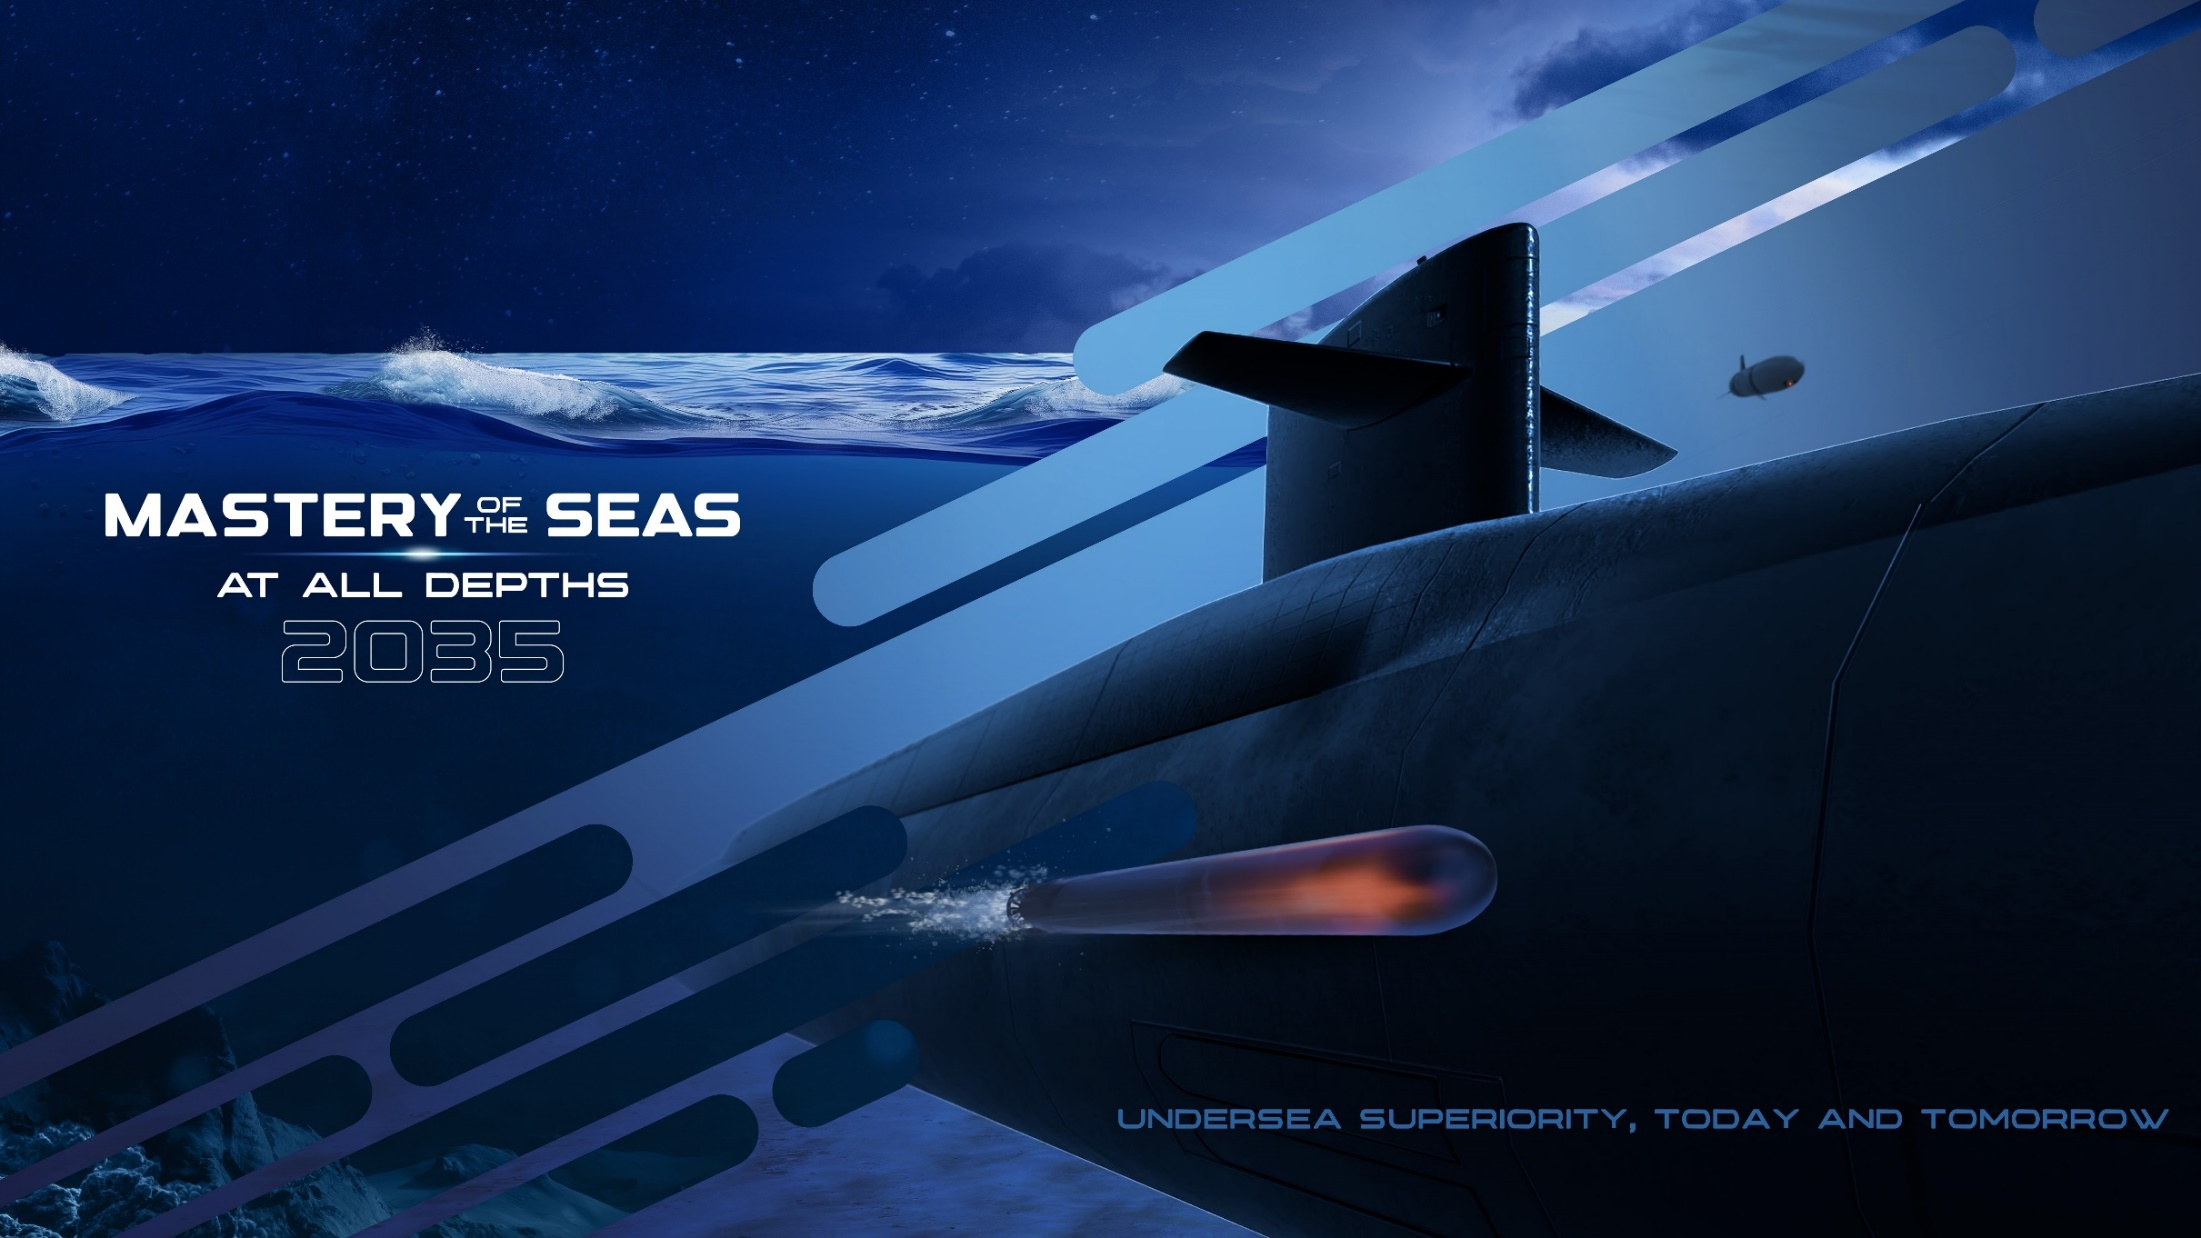 MASTERY OF THE SEAS
AT ALL DEPTHS
2035
UNDERSEA SUPERIORITY, TODAY AND TOMORROW